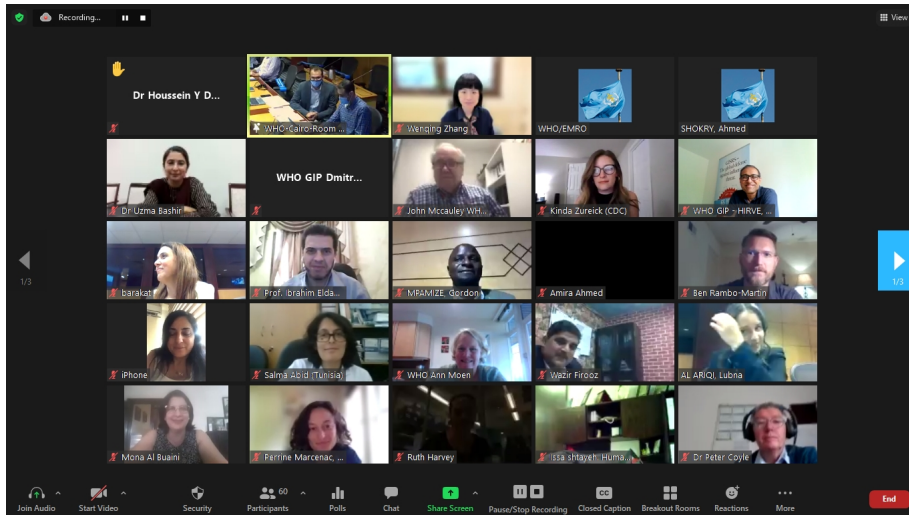 Recording...
View
Dr Houssein Y D...
WHO-Cairo-Room ...
Wenqing Zhang
WHO/EMRO
SHOKRY, Ahmed
Dr Uzma Bashir
WHO GIP Dmitr...
John Mccauley WH...
Kinda Zureick (CDC)
WHO GIP - HIRVE, ...
1/3
barakat
Prof. Ibrahim Elda...
MPAMIZE, Gordon
Amira Ahmed
Ben Rambo-Martin
1/3
iPhone
Salma Abid (Tunisia)
WHO Ann Moen
Wazir Firooz
AL ARIQI, Lubna
Mona Al Buaini
Perrine Marcenac, ...
Ruth Harvey
Issa shtayeh. Huma...
Dr Peter Coyle
Join Audio
Start Video
Security
60
Participants
Polls
Chat
Share Screen
Pause/Stop Recording
CC
Closed Caption
Breakout Rooms
Reactions
More
End